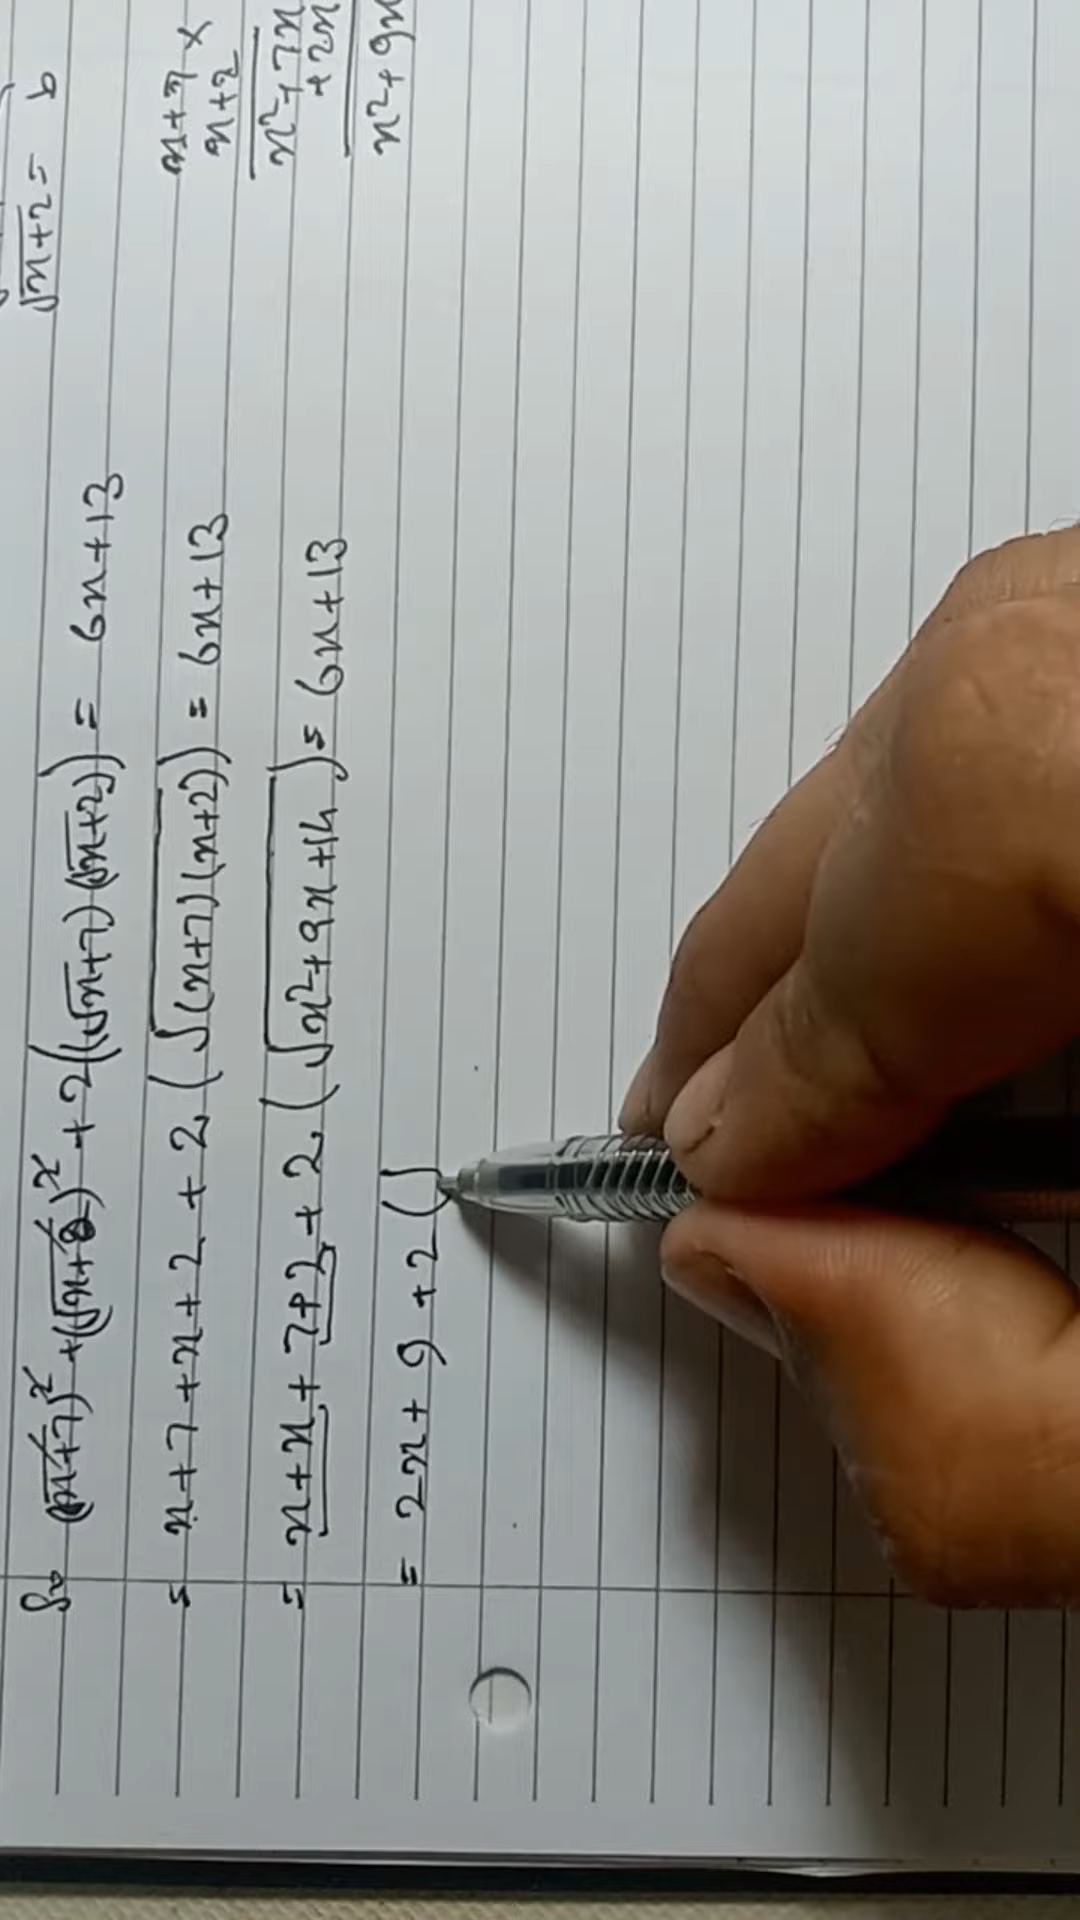 √x+2 = b
So (√x+7)² + (√x+8)² + 2((√x+7)(√x+2)) = 6x+13
= x+7+x+2+2(√(x+7)(x+2)) = 6x+13
= x+x+7+2+2(√x²+9x+14) = 6x+13
= 2x+9+2(√
x+7 ×
x+2
x²+7x
+2x
x²+9x